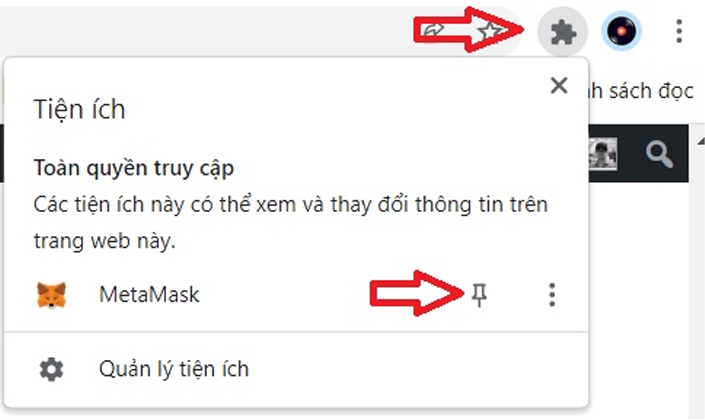 nh sách đọc
Tiện ích
Toàn quyền truy cập
Các tiện ích này có thể xem và thay đổi thông tin trên
trang web này.
MetaMask
Quản lý tiện ích